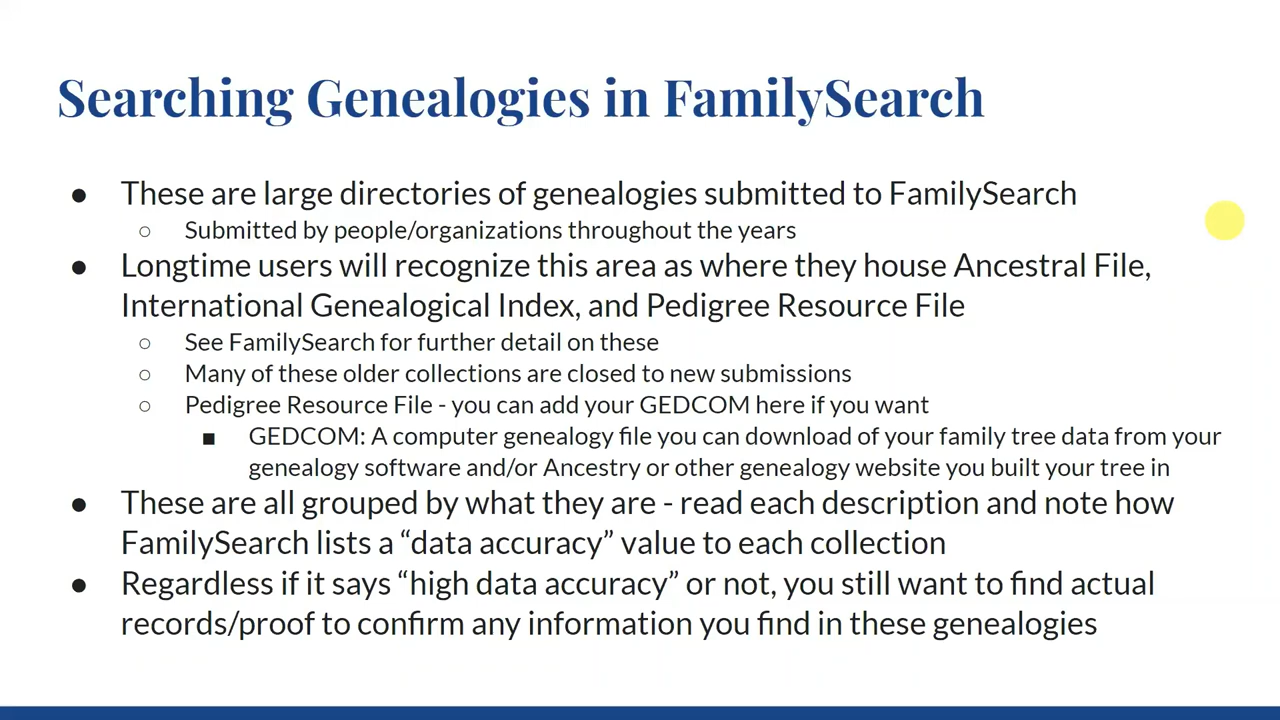 Searching Genealogies in FamilySearch
● These are large directories of genealogies submitted to FamilySearch
○ Submitted by people/organizations throughout the years
● Longtime users will recognize this area as where they house Ancestral File,
International Genealogical Index, and Pedigree Resource File
○ See FamilySearch for further detail on these
○ Many of these older collections are closed to new submissions
○ Pedigree Resource File - you can add your GEDCOM here if you want
■ GEDCOM: A computer genealogy file you can download of your family tree data from your
genealogy software and/or Ancestry or other genealogy website you built your tree in
● These are all grouped by what they are - read each description and note how
FamilySearch lists a “data accuracy” value to each collection
● Regardless if it says “high data accuracy” or not, you still want to find actual
records/proof to confirm any information you find in these genealogies